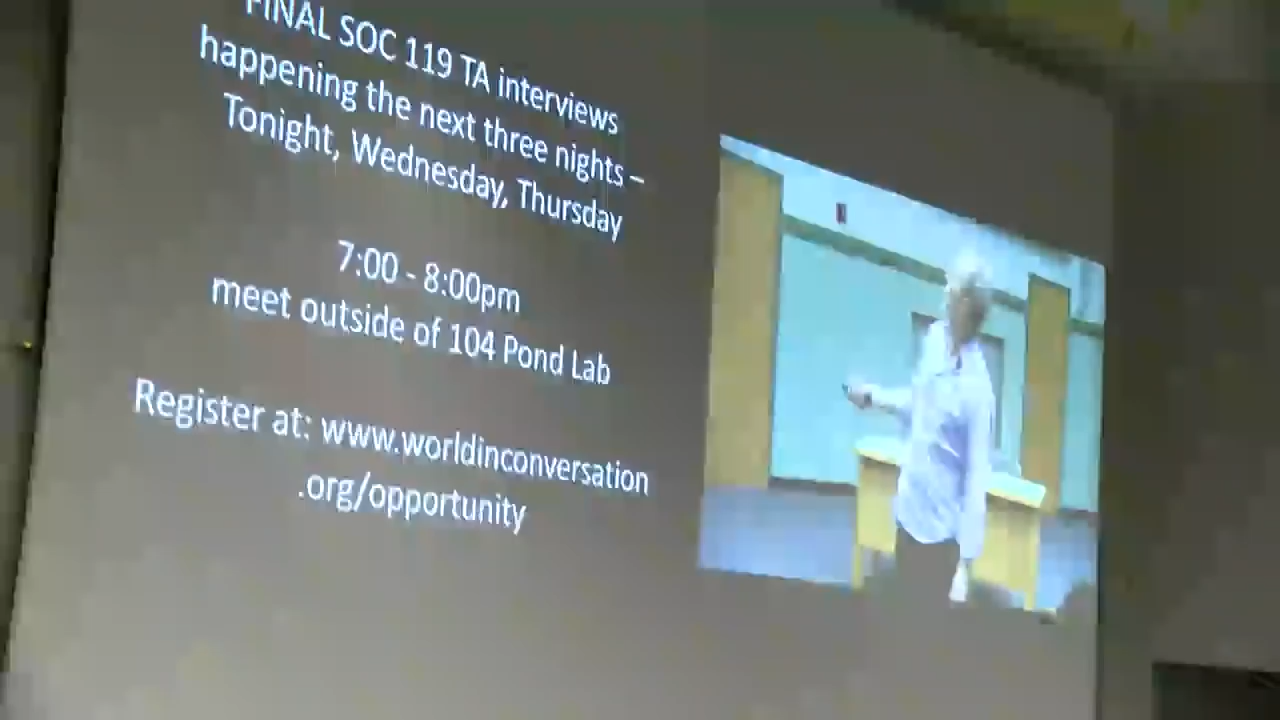 FINAL SOC 119 TA interviews
happening the next three nights –
Tonight, Wednesday, Thursday
7:00 - 8:00pm
meet outside of 104 Pond Lab
Register at: www.worldinconversation
.org/opportunity